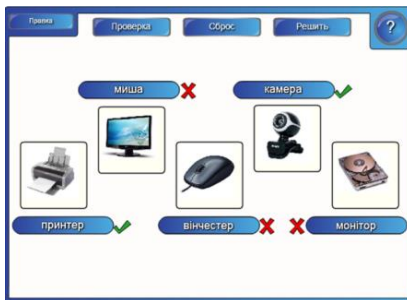 Правка
Проверка
Сброс
Решить
?
миша
камера
принтер
вінчестер
монітор